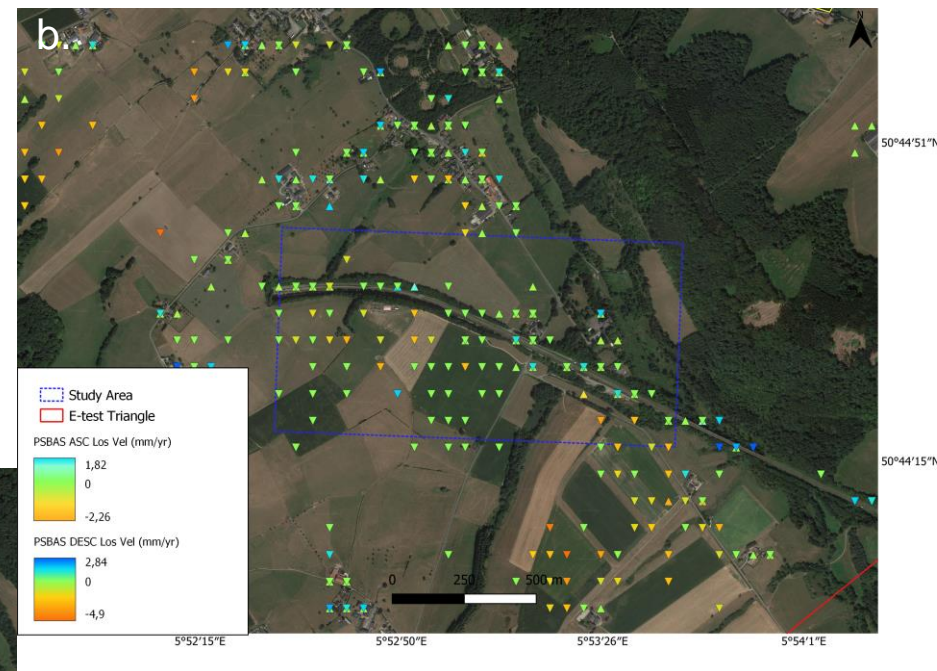 b.
N
50°44′51″N
50°44′15″N
Study Area
E-test Triangle
PSBAS ASC Los Vel (mm/yr)
1,82
0
-2,26
PSBAS DESC Los Vel (mm/yr)
2,84
0
-4,9
0 250 500 m
5°52′15″E 5°52′50″E 5°53′26″E 5°54′1″E